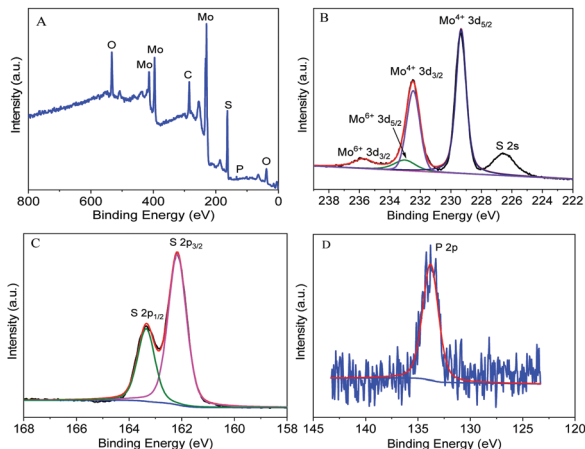 A
O
Mo
Mo
Mo
C
S
P
O
Intensity (a.u.)
800 600 400 200 0
Binding Energy (eV)
B
Mo⁴⁺ 3d₅/₂
Mo⁴⁺ 3d₃/₂
Mo⁶⁺ 3d₅/₂
Mo⁶⁺ 3d₃/₂
S 2s
Intensity (a.u.)
238 236 234 232 230 228 226 224 222
Binding Energy (eV)
C
S 2p₃/₂
S 2p₁/₂
Intensity (a.u.)
168 166 164 162 160 158
Binding Energy (eV)
D
P 2p
Intensity (a.u.)
145 140 135 130 125 120
Binding Energy (eV)